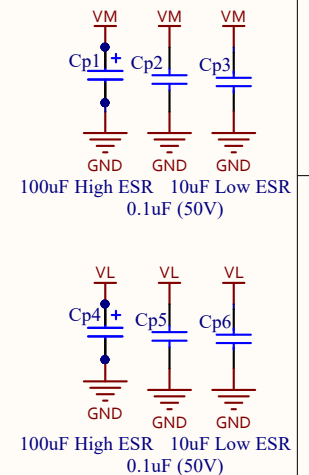 VM VM VM
Cp1 + Cp2 Cp3
GND GND GND
100uF High ESR 10uF Low ESR
0.1uF (50V)
VL VL VL
Cp4 + Cp5 Cp6
GND GND GND
100uF High ESR 10uF Low ESR
0.1uF (50V)